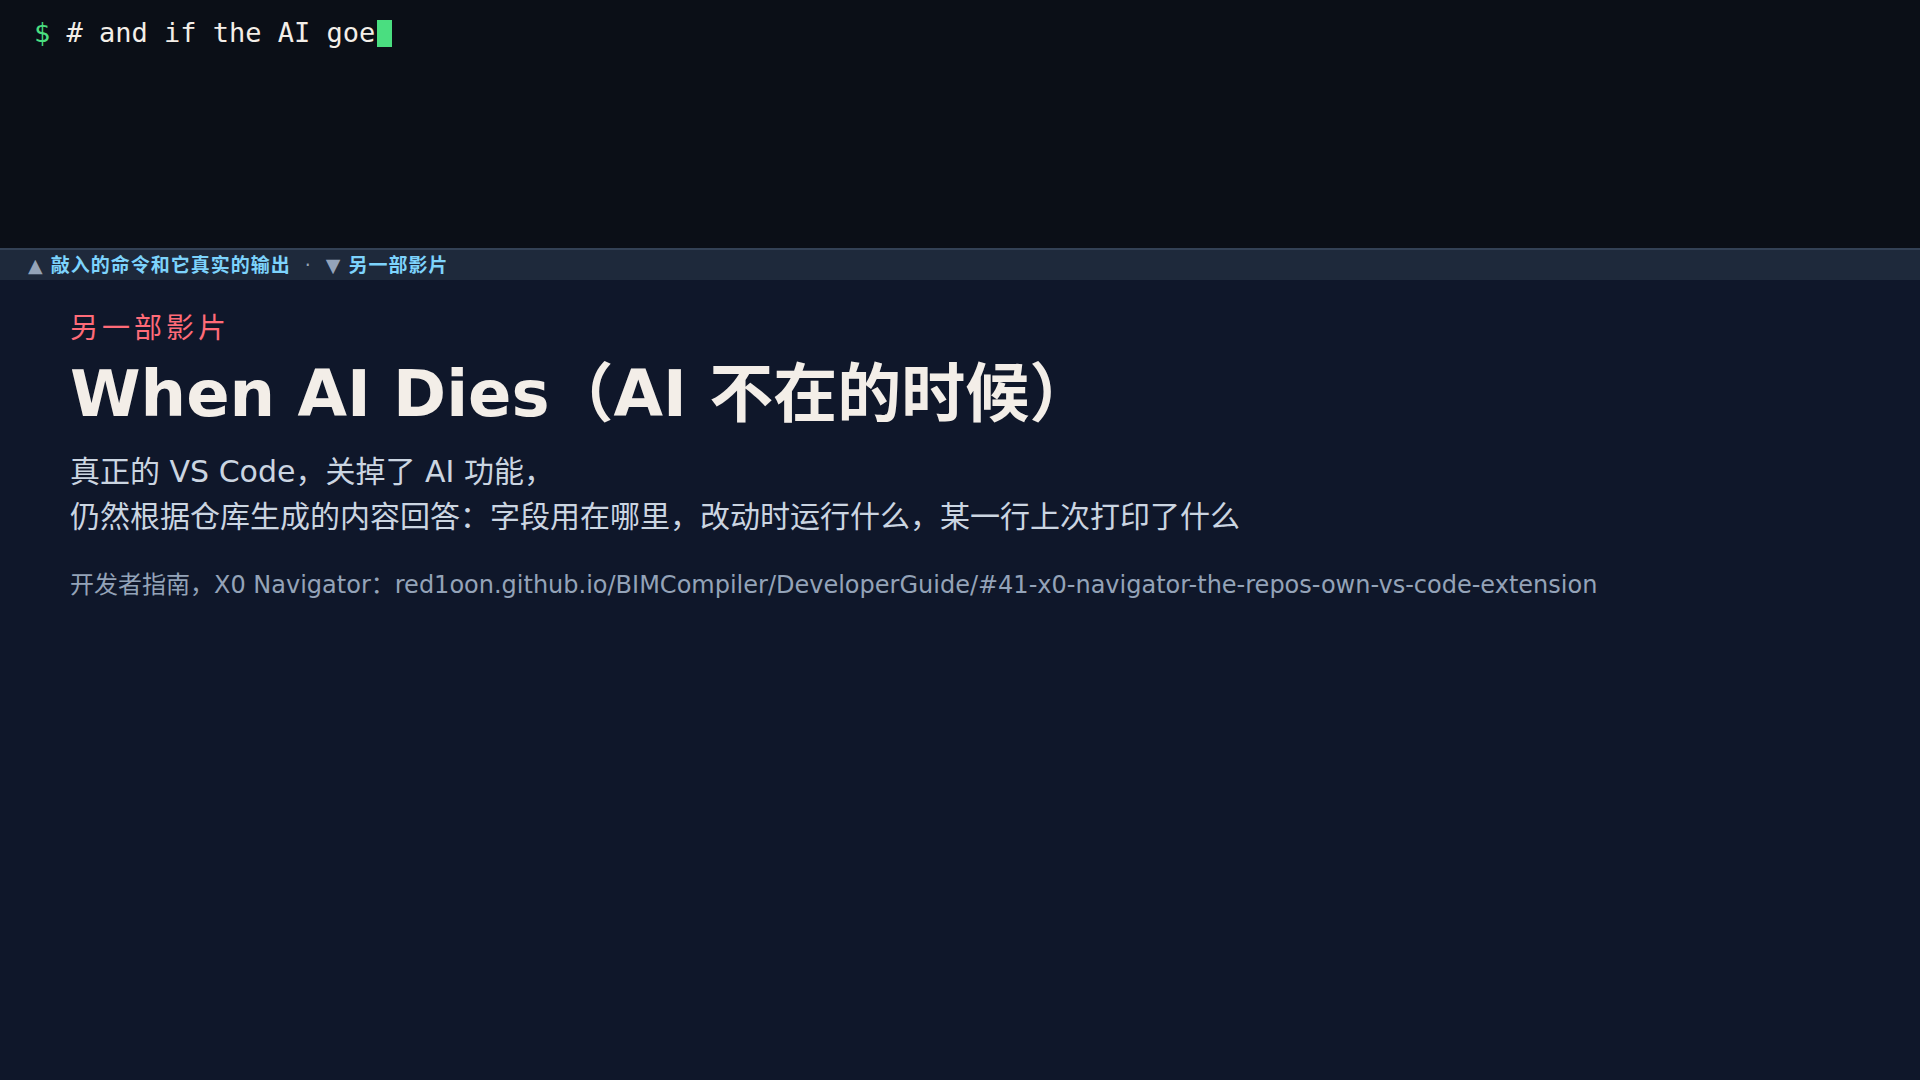 $ # and if the AI goe
▲ 敲入的命令和它真实的输出 · ▼ 另一部影片
另一部影片
When AI Dies（AI 不在的时候）
真正的 VS Code，关掉了 AI 功能，
仍然根据仓库生成的内容回答：字段用在哪里，改动时运行什么，某一行上次打印了什么
开发者指南，X0 Navigator：red1oon.github.io/BIMCompiler/DeveloperGuide/#41-x0-navigator-the-repos-own-vs-code-extension